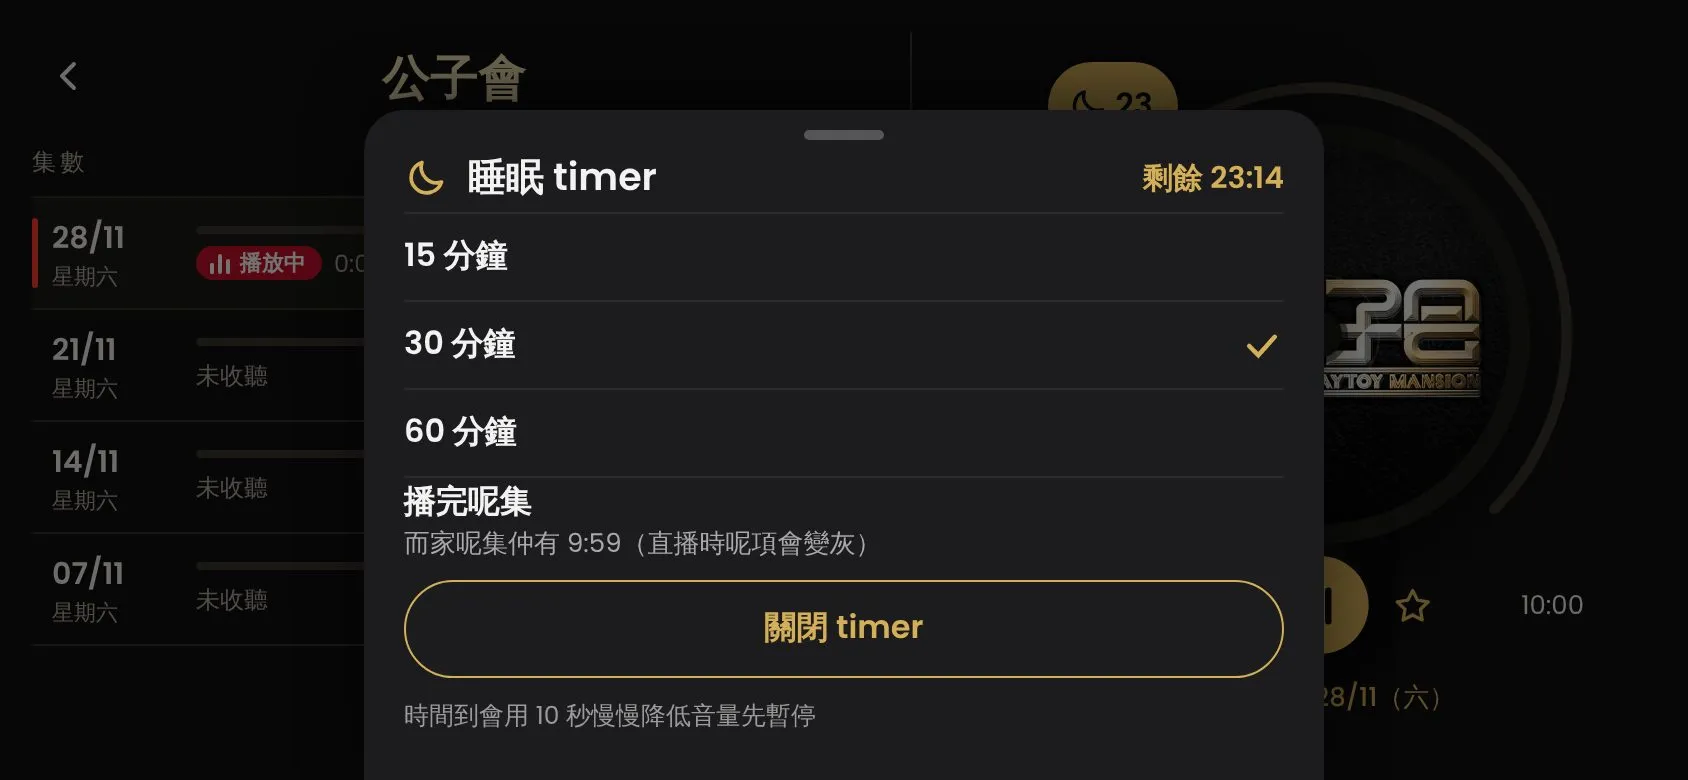 公子會
23
集數
28/11
星期六
播放中
21/11
星期六
未收聽
14/11
星期六
未收聽
07/11
星期六
未收聽
睡眠 timer
剩餘 23:14
15 分鐘
30 分鐘
60 分鐘
播完呢集
而家呢集仲有 9:59（直播時呢項會變灰）
關閉 timer
時間到會用 10 秒慢慢降低音量先暫停
MANSION
10:00
28/11（六）